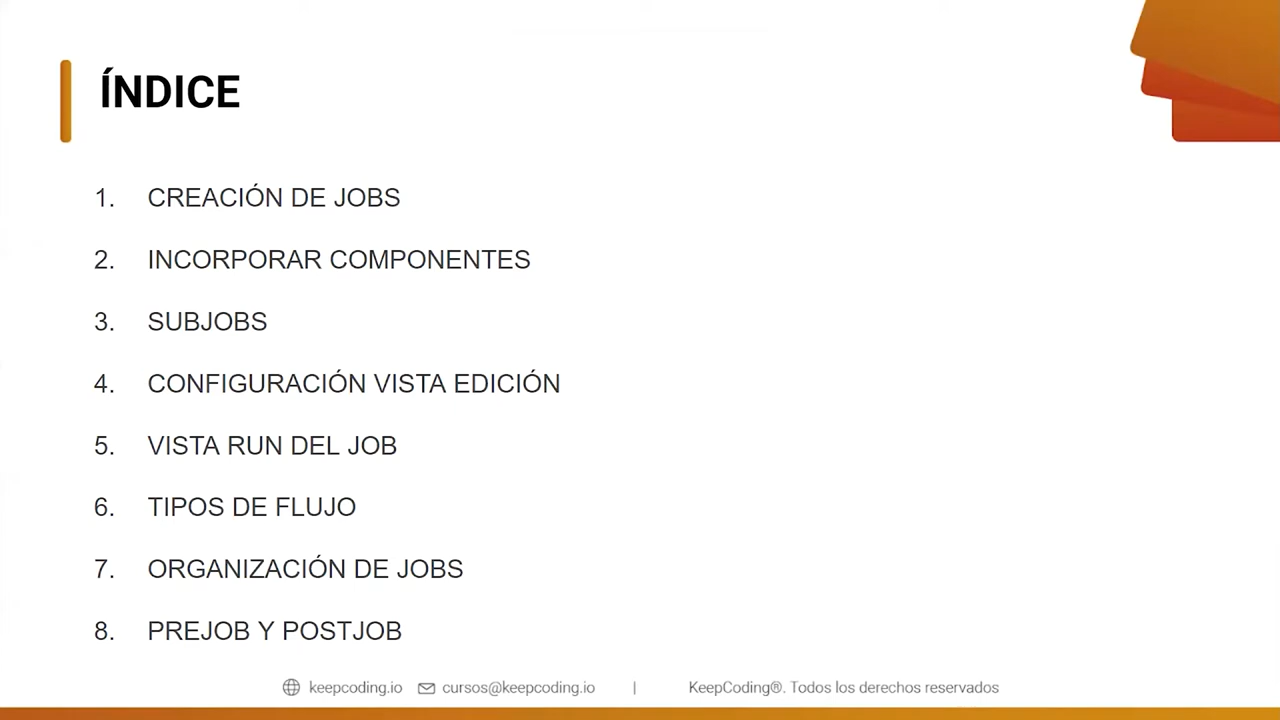 ÍNDICE
1. CREACIÓN DE JOBS
2. INCORPORAR COMPONENTES
3. SUBJOBS
4. CONFIGURACIÓN VISTA EDICIÓN
5. VISTA RUN DEL JOB
6. TIPOS DE FLUJO
7. ORGANIZACIÓN DE JOBS
8. PREJOB Y POSTJOB
keepcoding.io cursos@keepcoding.io | KeepCoding®. Todos los derechos reservados